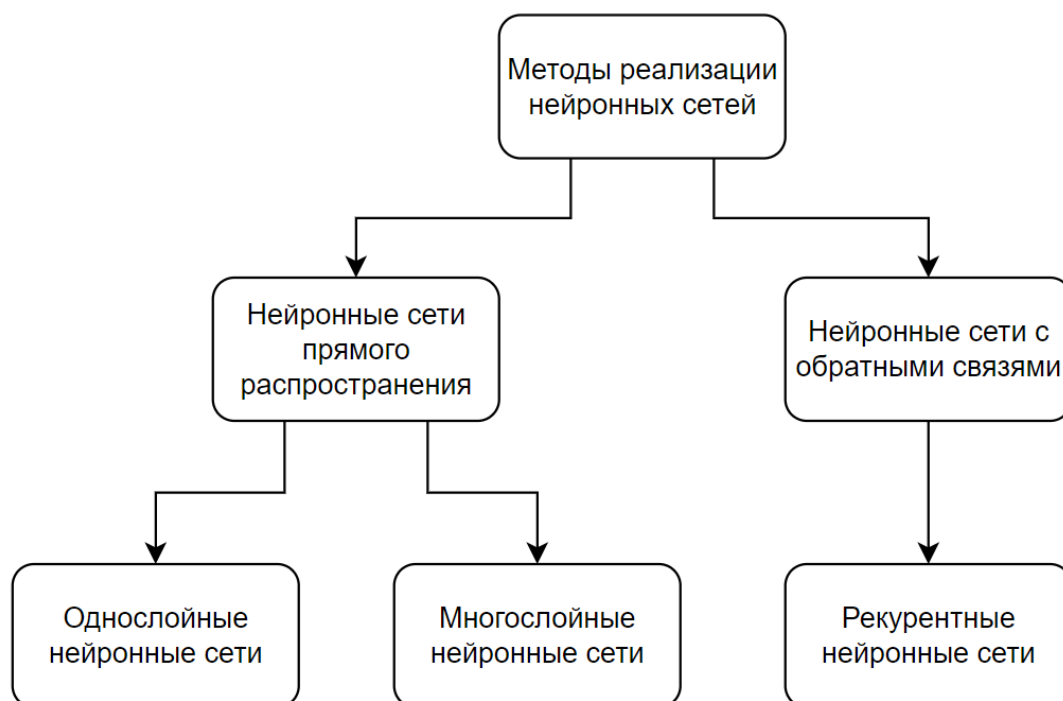 Методы реализации
нейронных сетей
Нейронные сети
прямого
распространения
Нейронные сети с
обратными связями
Однослойные
нейронные сети
Многослойные
нейронные сети
Рекурентные
нейронные сети